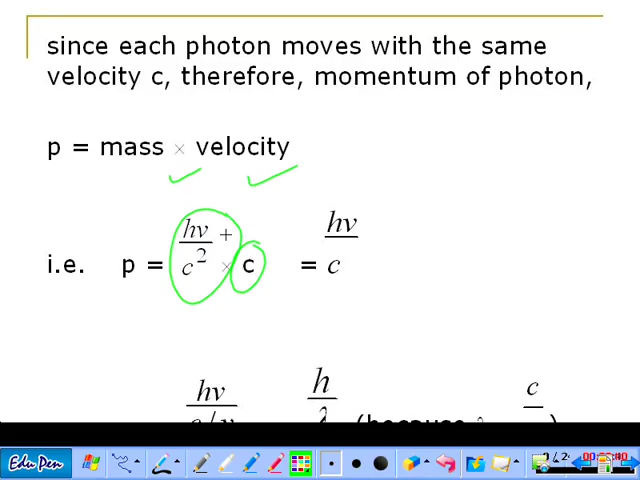 since each photon moves with the same
velocity c, therefore, momentum of photon,
p = mass × velocity
i.e. p = hν/c² × c = hν/c
hν h c
Edu Pen